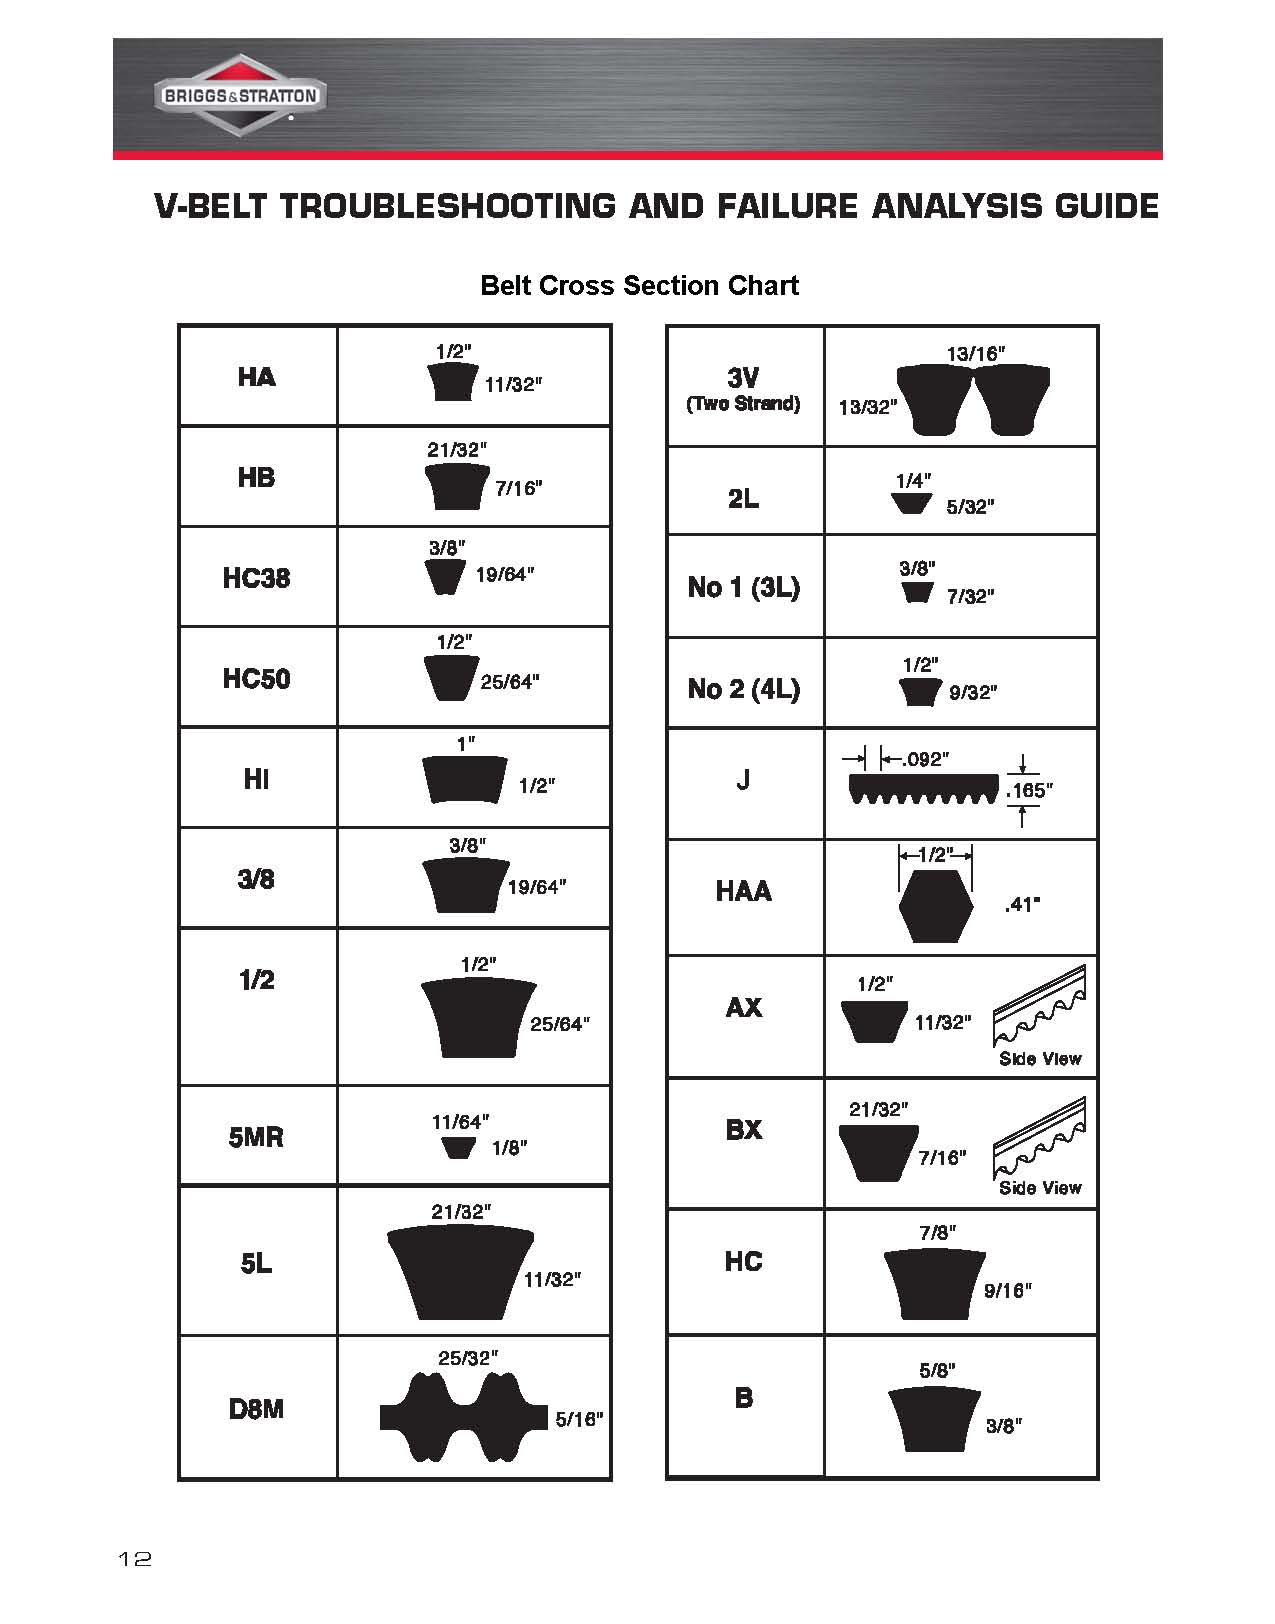 BRIGGS&STRATTON
V-BELT TROUBLESHOOTING AND FAILURE ANALYSIS GUIDE
Belt Cross Section Chart
HA
1/2"
11/32"
HB
21/32"
7/16"
HC38
3/8"
19/64"
HC50
1/2"
25/64"
HI
1"
1/2"
3/8
3/8"
19/64"
1/2
1/2"
25/64"
5MR
11/64"
1/8"
5L
21/32"
11/32"
D8M
25/32"
5/16"
3V
(Two Strand)
13/16"
13/32"
2L
1/4"
5/32"
No 1 (3L)
3/8"
7/32"
No 2 (4L)
1/2"
9/32"
J
.092"
.165"
HAA
1/2"
.41"
AX
1/2"
11/32"
Side View
BX
21/32"
7/16"
Side View
HC
7/8"
9/16"
B
5/8"
3/8"
12